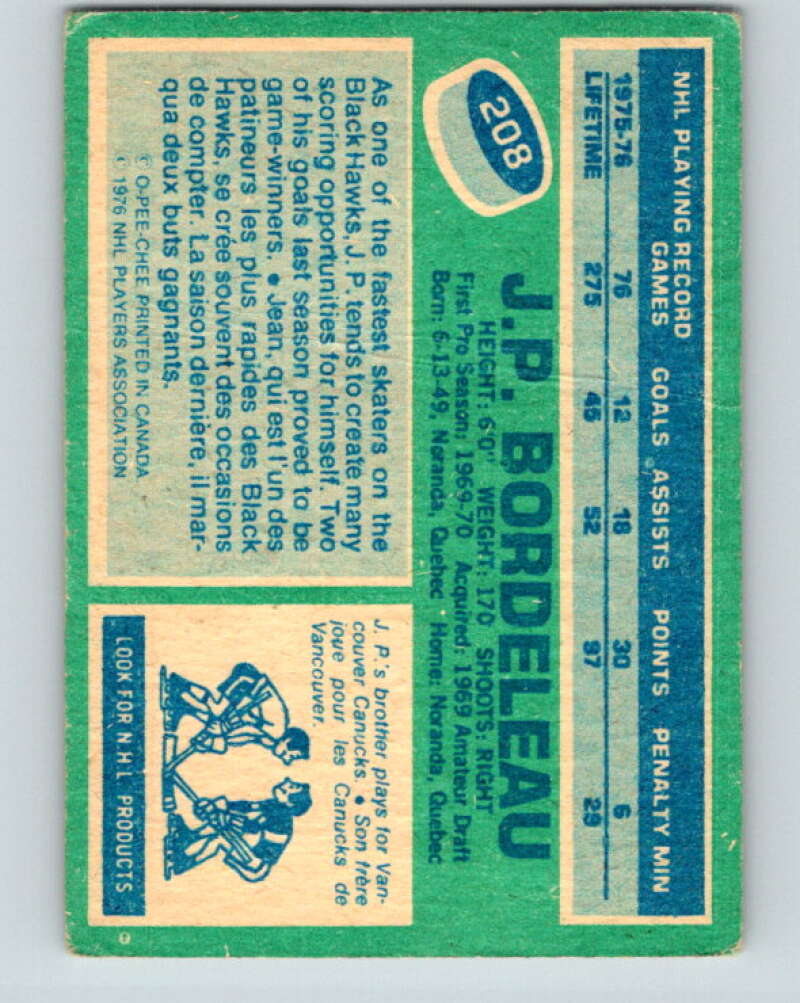 NHL PLAYING RECORD
GAMES GOALS ASSISTS POINTS PENALTY MIN
1975-76 76 12 18 30 6
LIFETIME 275 45 52 97 29
208
J.P. BORDELEAU
HEIGHT: 6'0" WEIGHT: 170 SHOOTS: RIGHT
First Pro Season: 1969-70 Acquired: 1969 Amateur Draft
Born: 6-13-49, Noranda, Quebec Home: Noranda, Quebec
As one of the fastest skaters on the
Black Hawks, J.P. tends to create many
scoring opportunities for himself. Two
of his goals last season proved to be
game-winners. • Jean, qui est l'un des
patineurs les plus rapides des Black
Hawks, se crée souvent des occasions
de compter. La saison dernière, il mar-
qua deux buts gagnants.
© O-PEE-CHEE PRINTED IN CANADA
© 1976 NHL PLAYERS ASSOCIATION
J. P.'s brother plays for Van-
couver Canucks. • Son frère
joue pour les Canucks de
Vancouver.
LOOK FOR N.H.L. PRODUCTS